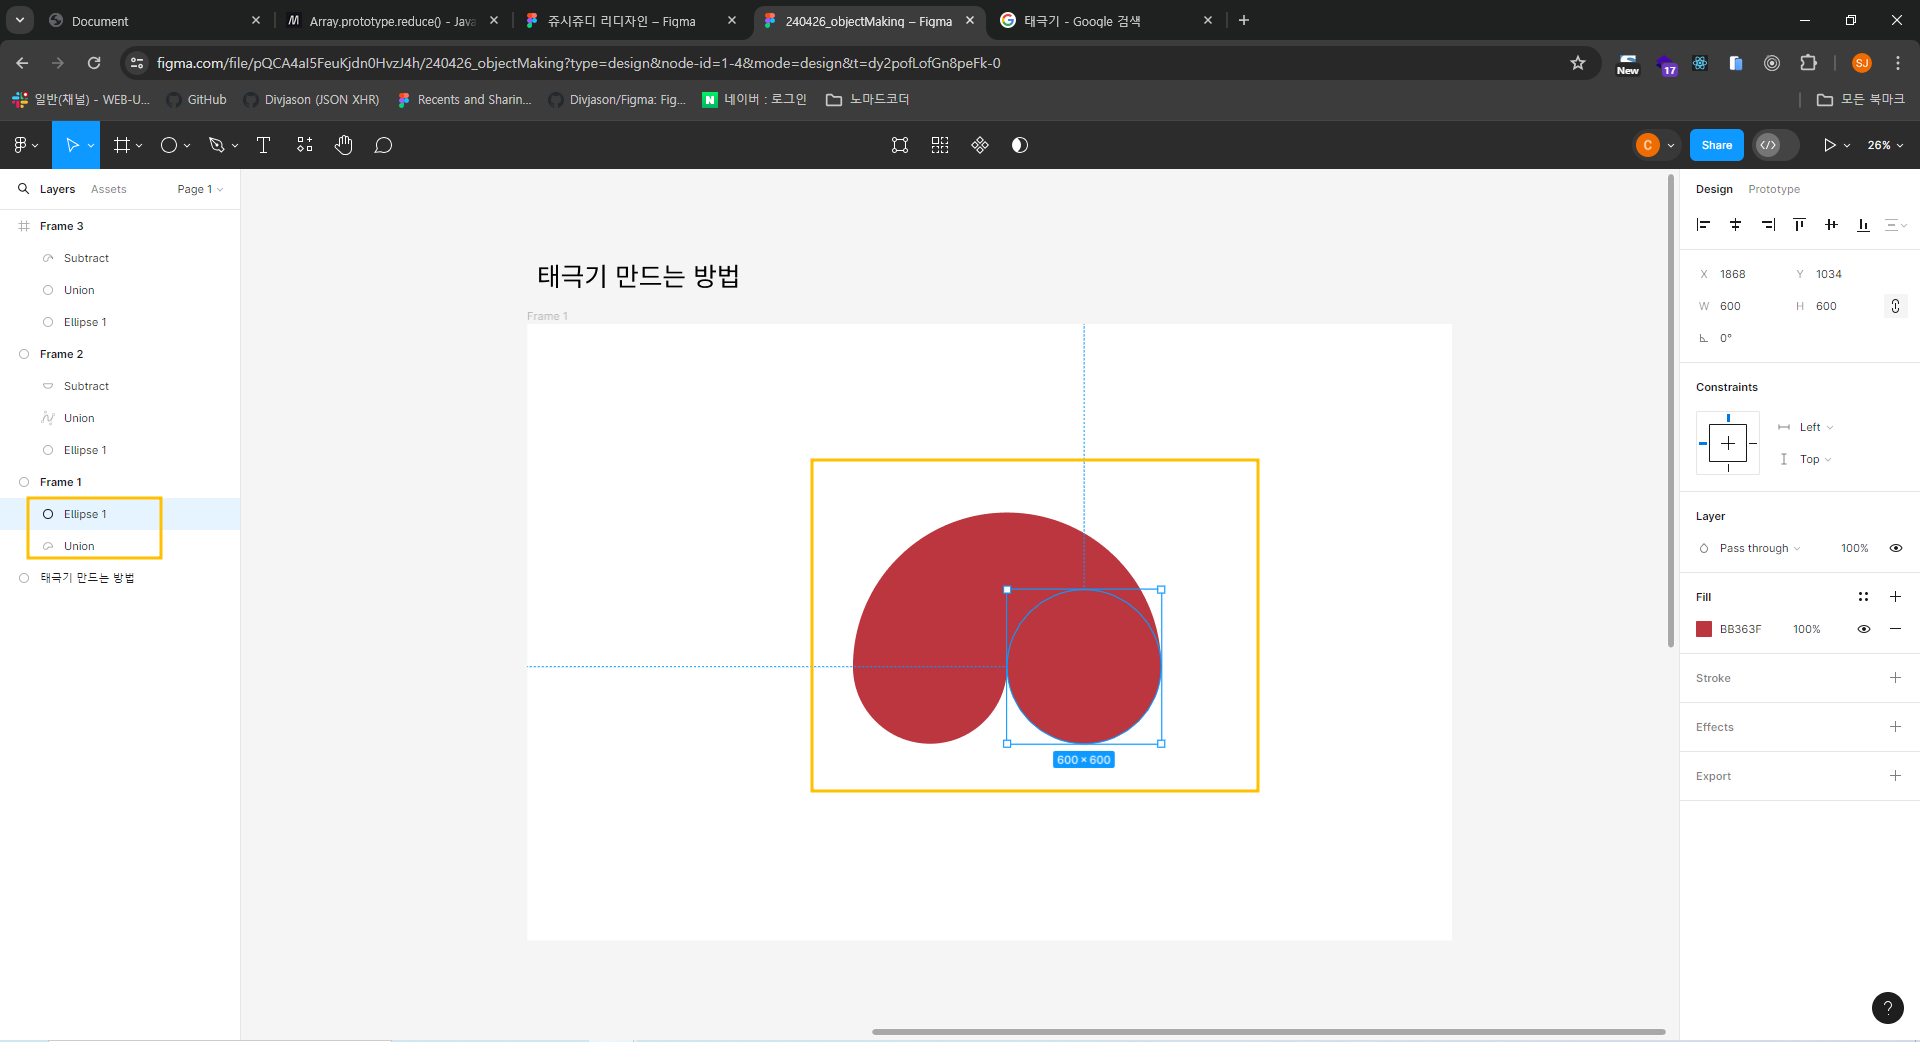 Document
Array.prototype.reduce() - Java
쥬시쥬디 리디자인 – Figma
240426_objectMaking – Figma
태극기 - Google 검색
figma.com/file/pQCA4aI5FeuKjdn0HvzJ4h/240426_objectMaking?type=design&node-id=1-4&mode=design&t=dy2pofLofGn8peFk-0
New
17
SJ
일반(채널) - WEB-U...
GitHub
Divjason (JSON XHR)
Recents and Sharin...
Divjason/Figma: Fig...
N 네이버 : 로그인
노마드코더
모든 북마크
C
Share
26%
Layers
Assets
Page 1
Frame 3
Subtract
Union
Ellipse 1
Frame 2
Subtract
Union
Ellipse 1
Frame 1
Ellipse 1
Union
태극기 만드는 방법
태극기 만드는 방법
Frame 1
600 × 600
Design
Prototype
X 1868
Y 1034
W 600
H 600
0°
Constraints
Left
Top
Layer
Pass through
100%
Fill
BB363F
100%
Stroke
Effects
Export
?